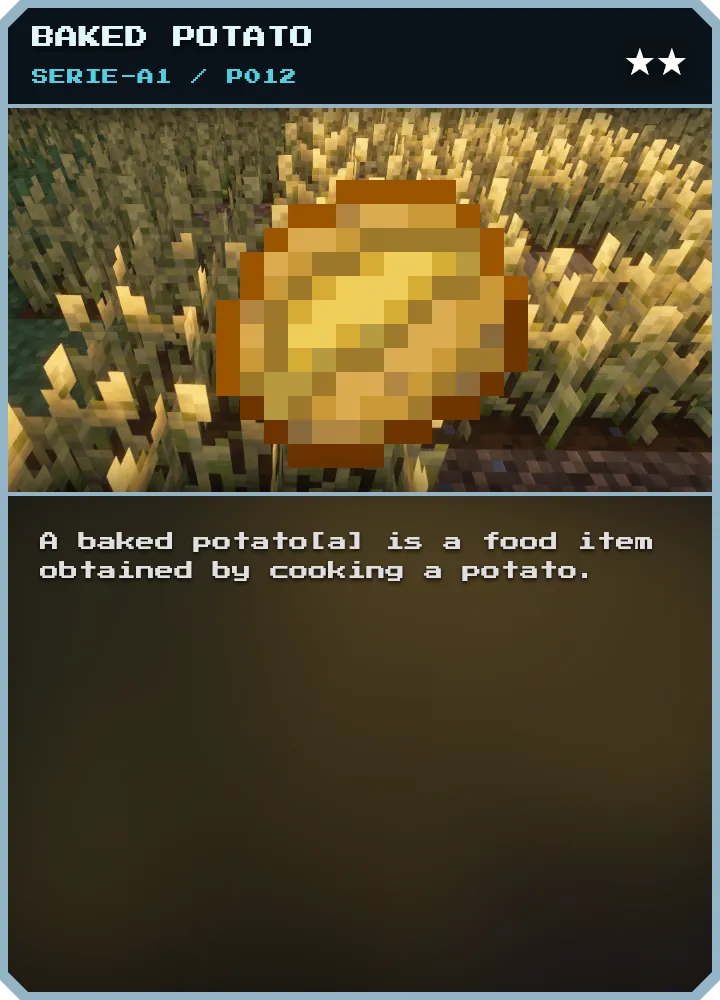 BAKED POTATO
SERIE-A1 / P012
★★
A baked potato[a] is a food item
obtained by cooking a potato.